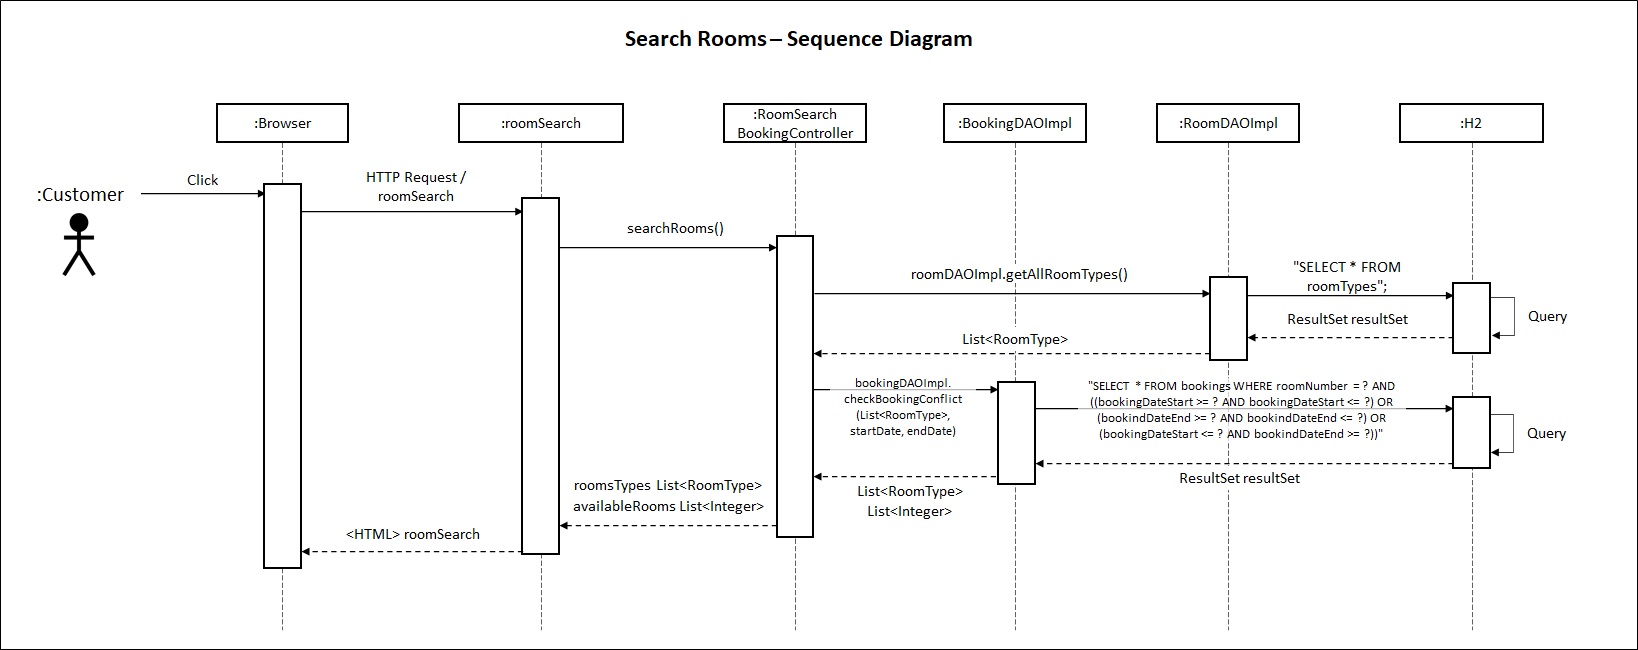 Search Rooms – Sequence Diagram
:Browser
:roomSearch
:RoomSearch
BookingController
:BookingDAOImpl
:RoomDAOImpl
:H2
:Customer
Click
HTTP Request /
roomSearch
searchRooms()
roomDAOImpl.getAllRoomTypes()
"SELECT * FROM
roomTypes";
Query
ResultSet resultSet
List<RoomType>
bookingDAOImpl.
checkBookingConflict
(List<RoomType>,
startDate, endDate)
"SELECT * FROM bookings WHERE roomNumber = ? AND
((bookingDateStart >= ? AND bookingDateStart <= ?) OR
(bookindDateEnd >= ? AND bookindDateEnd <= ?) OR
(bookingDateStart <= ? AND bookindDateEnd >= ?))"
Query
ResultSet resultSet
List<RoomType>
List<Integer>
roomsTypes List<RoomType>
availableRooms List<Integer>
<HTML> roomSearch